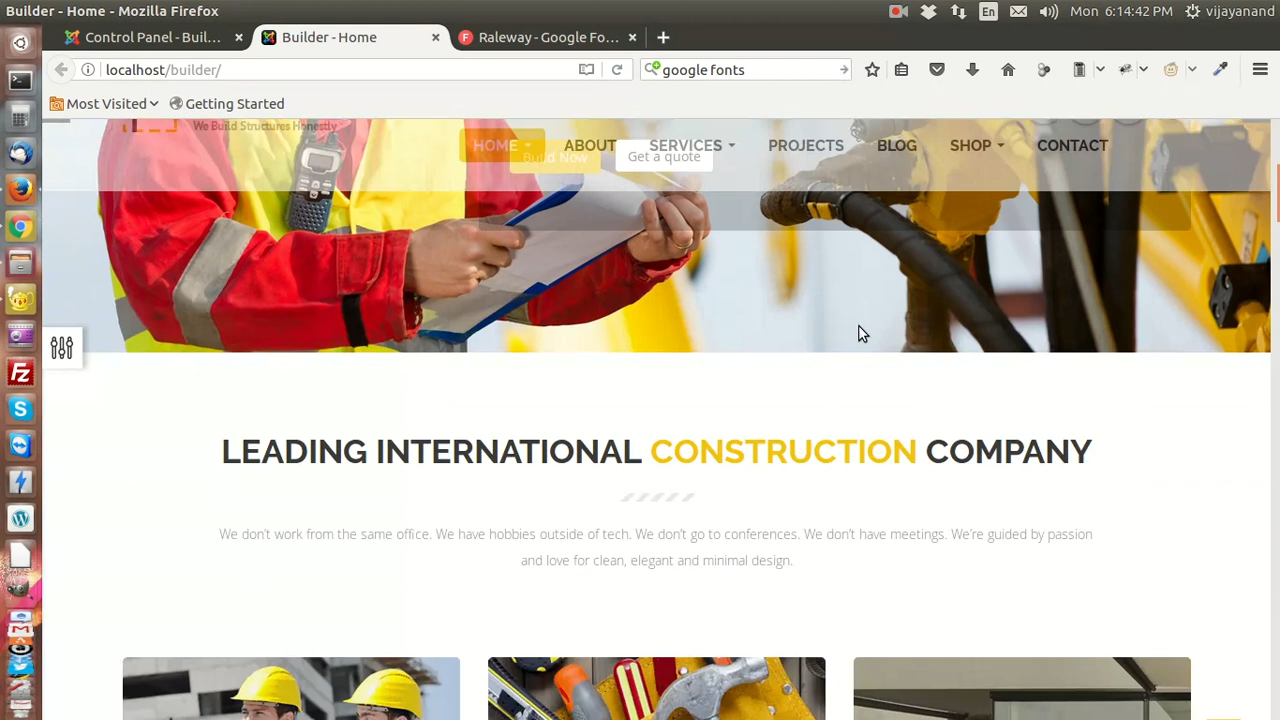 Builder - Home - Mozilla Firefox
En
Mon 6:14:42 PM
vijayanand
Control Panel - Buil...
Builder - Home
Raleway - Google Fo...
localhost/builder/
google fonts
Most Visited
Getting Started
We Build Structures Honestly
HOME
ABOUT
SERVICES
PROJECTS
BLOG
SHOP
CONTACT
Build Now
Get a quote
LEADING INTERNATIONAL CONSTRUCTION COMPANY
We don't work from the same office. We have hobbies outside of tech. We don't go to conferences. We don't have meetings. We're guided by passion
and love for clean, elegant and minimal design.